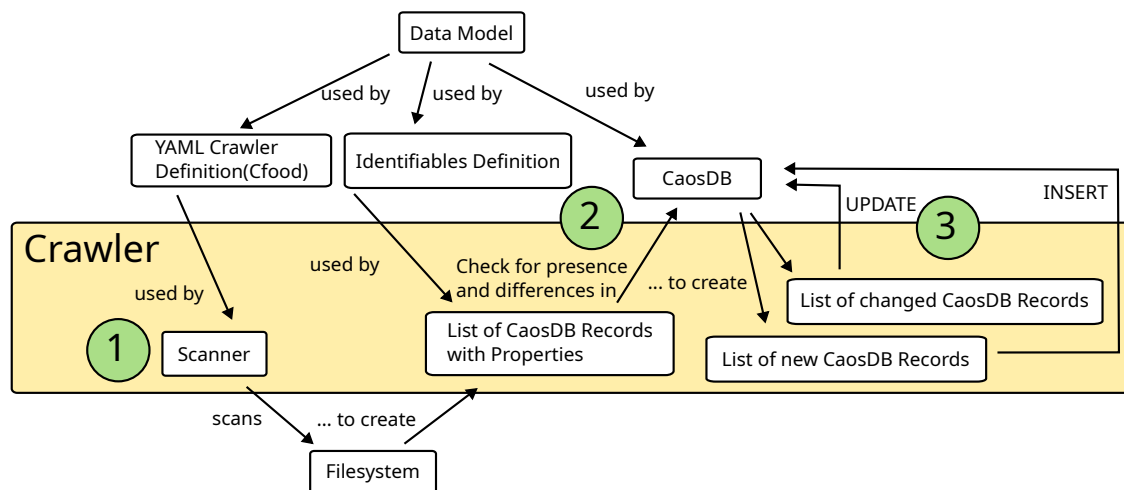 Data Model
used by
used by
used by
YAML Crawler
Definition(Cfood)
Identifiables Definition
CaosDB
INSERT
UPDATE
2
3
Crawler
used by
Check for presence
and differences in
... to create
used by
List of changed CaosDB Records
1
Scanner
List of CaosDB Records
with Properties
List of new CaosDB Records
scans
... to create
Filesystem